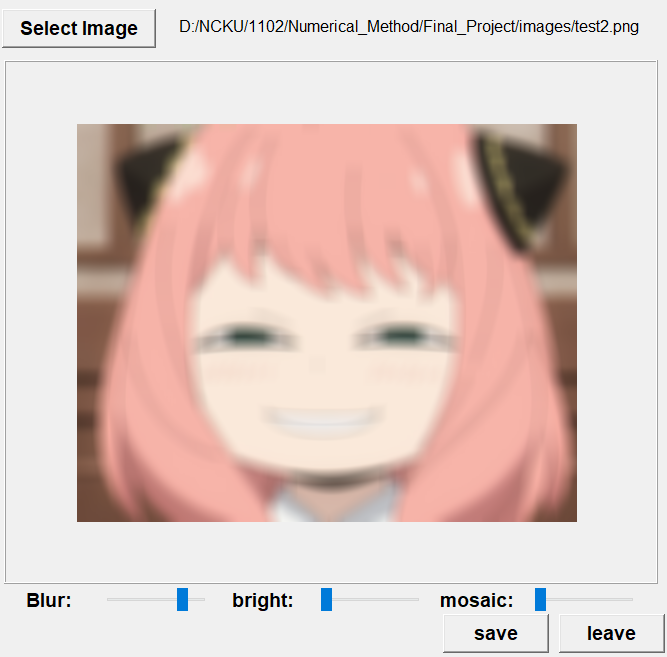 Select Image D:/NCKU/1102/Numerical_Method/Final_Project/images/test2.png
Blur: bright: mosaic:
save leave